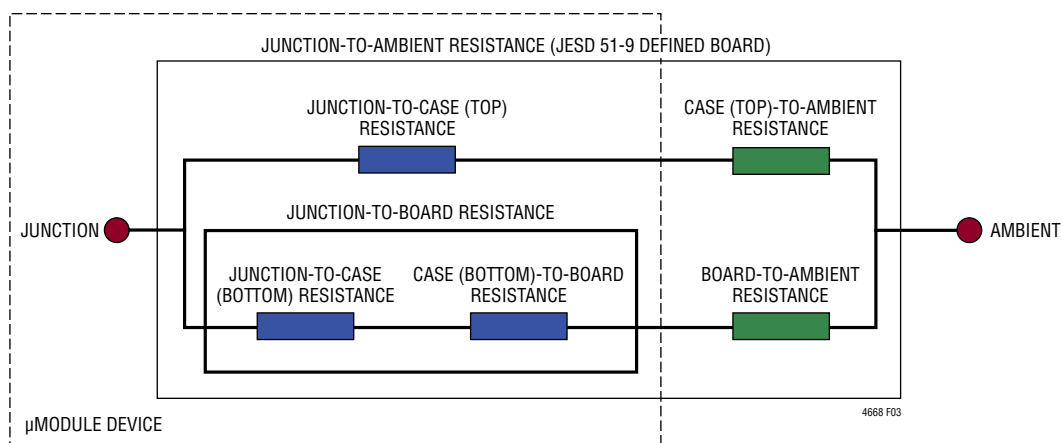 JUNCTION-TO-AMBIENT RESISTANCE (JESD 51-9 DEFINED BOARD)
JUNCTION-TO-CASE (TOP)
RESISTANCE
CASE (TOP)-TO-AMBIENT
RESISTANCE
JUNCTION-TO-BOARD RESISTANCE
JUNCTION
AMBIENT
JUNCTION-TO-CASE
(BOTTOM) RESISTANCE
CASE (BOTTOM)-TO-BOARD
RESISTANCE
BOARD-TO-AMBIENT
RESISTANCE
4668 F03
µMODULE DEVICE